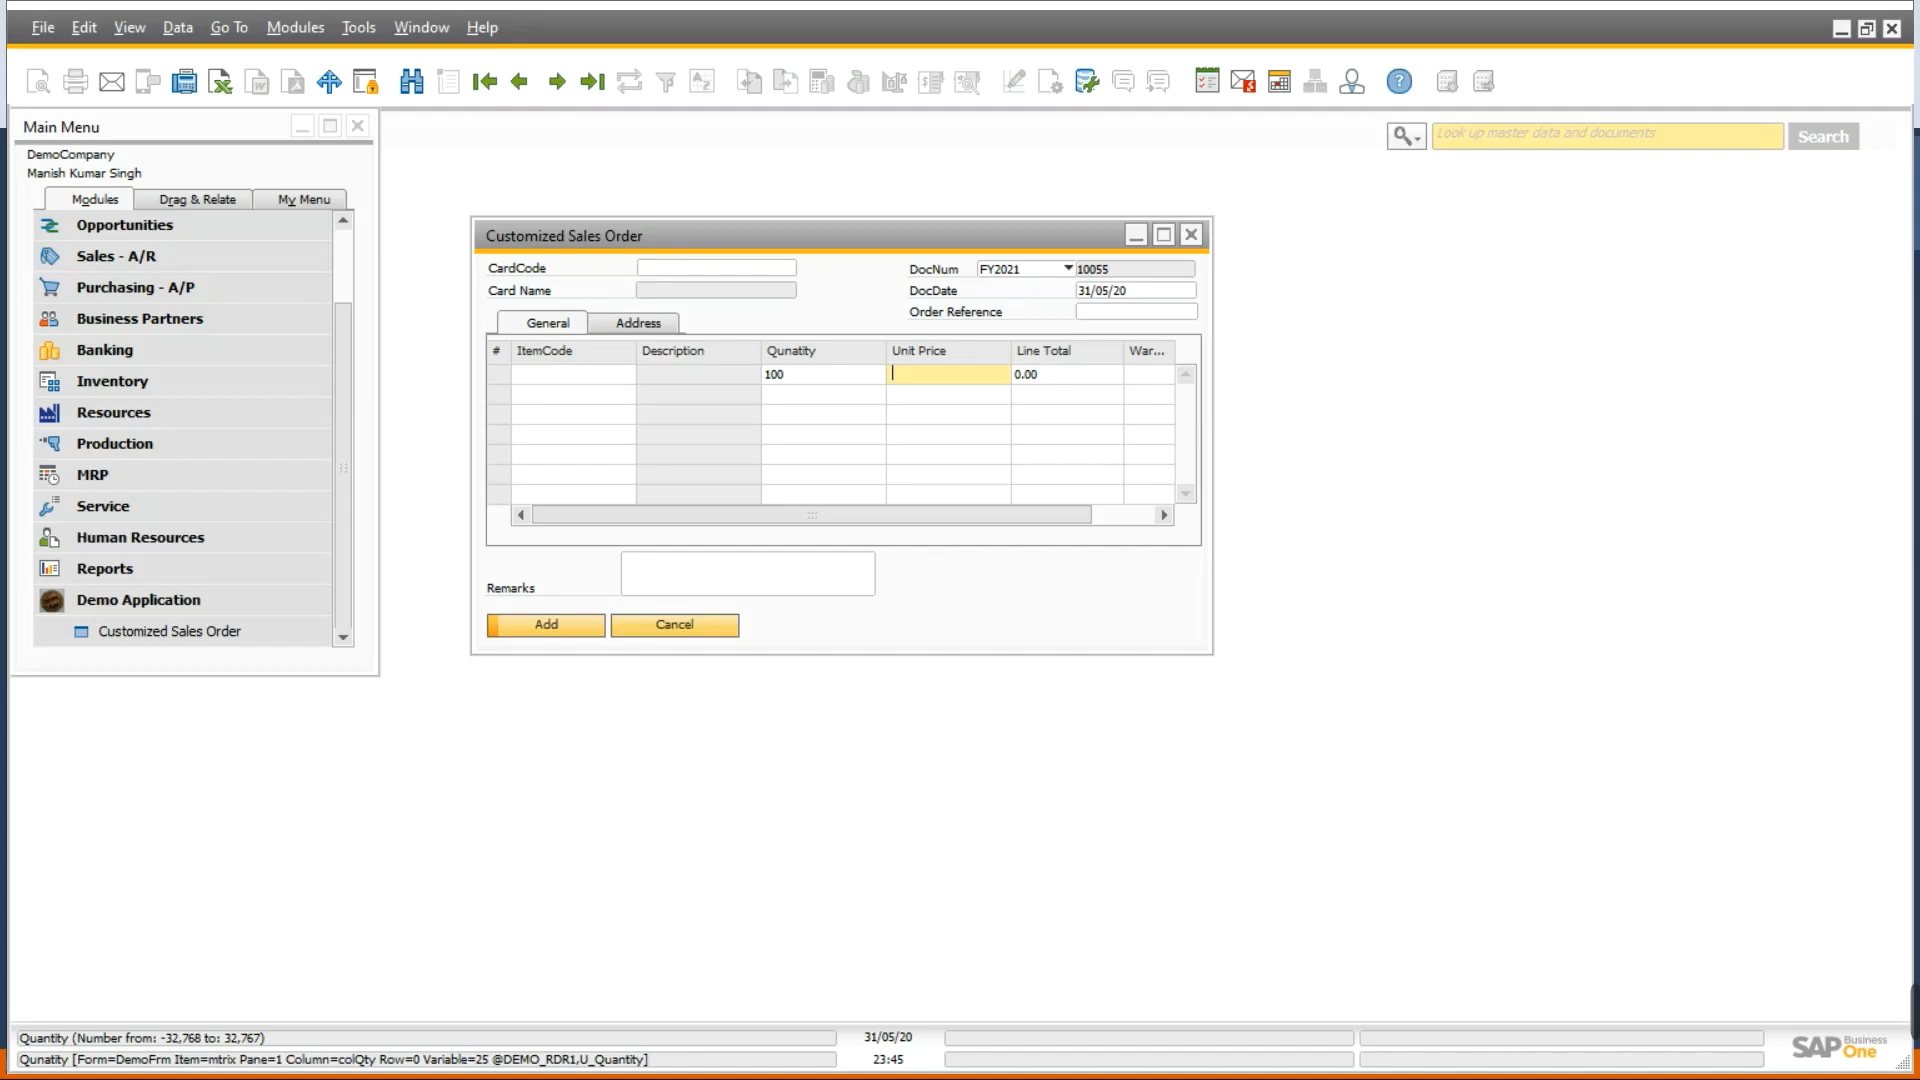 File Edit View Data Go To Modules Tools Window Help
Main Menu
DemoCompany
Manish Kumar Singh
Modules Drag & Relate My Menu
Opportunities
Sales - A/R
Purchasing - A/P
Business Partners
Banking
Inventory
Resources
Production
MRP
Service
Human Resources
Reports
Demo Application
Customized Sales Order
Look up master data and documents Search
Customized Sales Order
CardCode DocNum FY2021 10055
Card Name DocDate 31/05/20
Order Reference
General Address
# ItemCode Description Qunatity Unit Price Line Total War...
100 0.00
Remarks
Add Cancel
Quantity (Number from: -32,768 to: 32,767) 31/05/20
Qunatity [Form=DemoFrm Item=mtrix Pane=1 Column=colQty Row=0 Variable=25 @DEMO_RDR1,U_Quantity] 23:45
SAP Business One